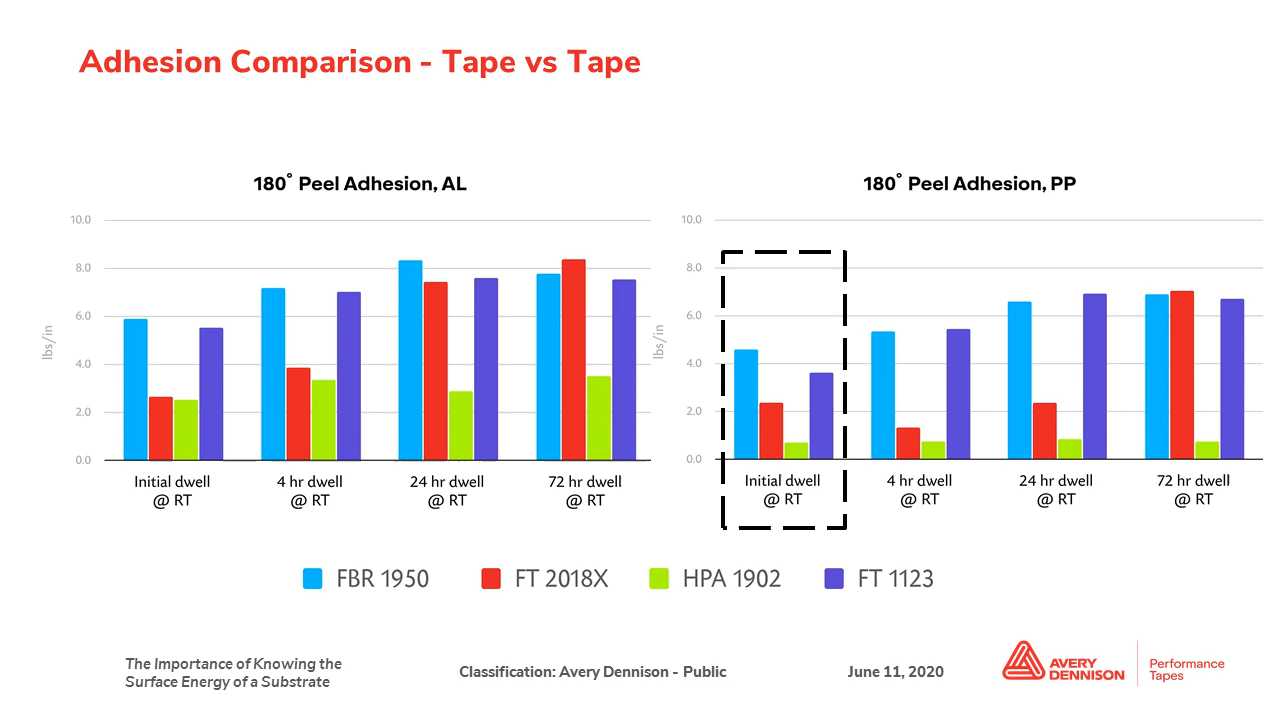 Adhesion Comparison - Tape vs Tape
180° Peel Adhesion, AL
10.0
8.0
6.0
4.0
2.0
0.0
lbs/in
Initial dwell
@ RT
4 hr dwell
@ RT
24 hr dwell
@ RT
72 hr dwell
@ RT
180° Peel Adhesion, PP
10.0
8.0
6.0
4.0
2.0
0.0
lbs/in
Initial dwell
@ RT
4 hr dwell
@ RT
24 hr dwell
@ RT
72 hr dwell
@ RT
FBR 1950
FT 2018X
HPA 1902
FT 1123
The Importance of Knowing the
Surface Energy of a Substrate
Classification: Avery Dennison - Public
June 11, 2020
AVERY
DENNISON
Performance
Tapes